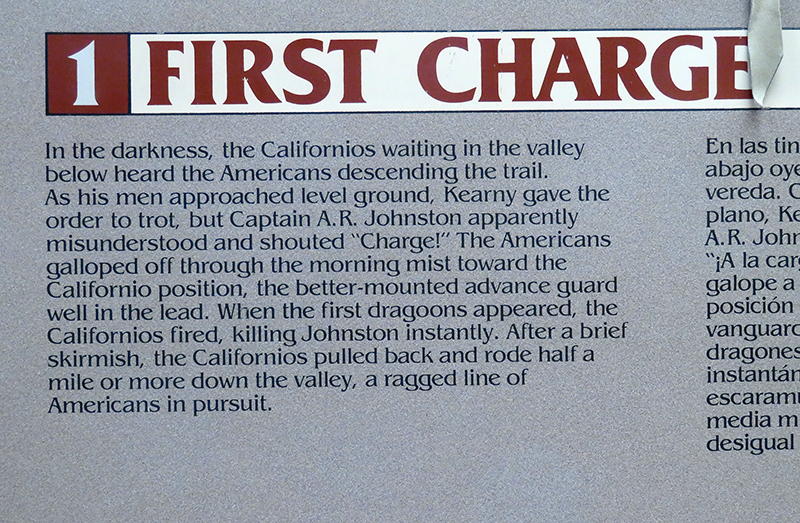 1 FIRST CHARGE
In the darkness, the Californios waiting in the valley
below heard the Americans descending the trail.
As his men approached level ground, Kearny gave the
order to trot, but Captain A.R. Johnston apparently
misunderstood and shouted “Charge!” The Americans
galloped off through the morning mist toward the
Californio position, the better-mounted advance guard
well in the lead. When the first dragoons appeared, the
Californios fired, killing Johnston instantly. After a brief
skirmish, the Californios pulled back and rode half a
mile or more down the valley, a ragged line of
Americans in pursuit.
En las tin
abajo oye
vereda.
plano, Ke
A.R. John
“¡A la car
galope a
posición
vanguard
dragones
instantán
escaram
media m
desigual